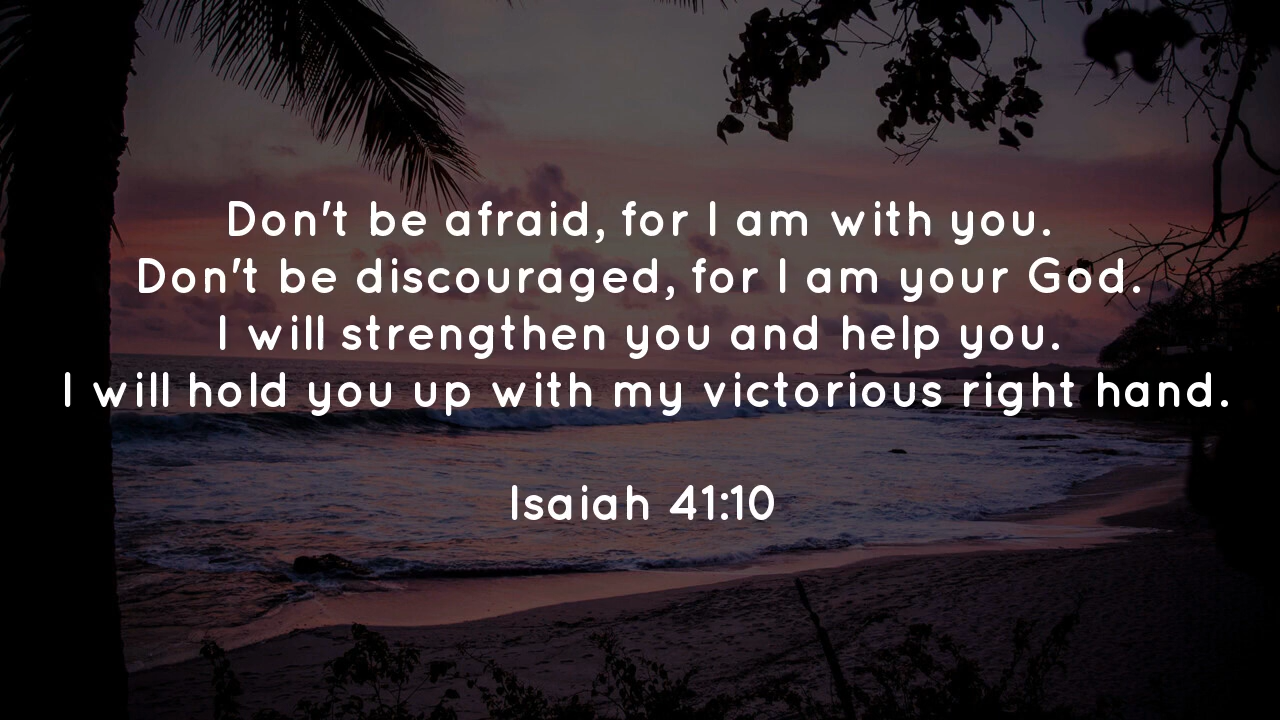 Don't be afraid, for I am with you.
Don't be discouraged, for I am your God.
I will strengthen you and help you.
I will hold you up with my victorious right hand.
Isaiah 41:10